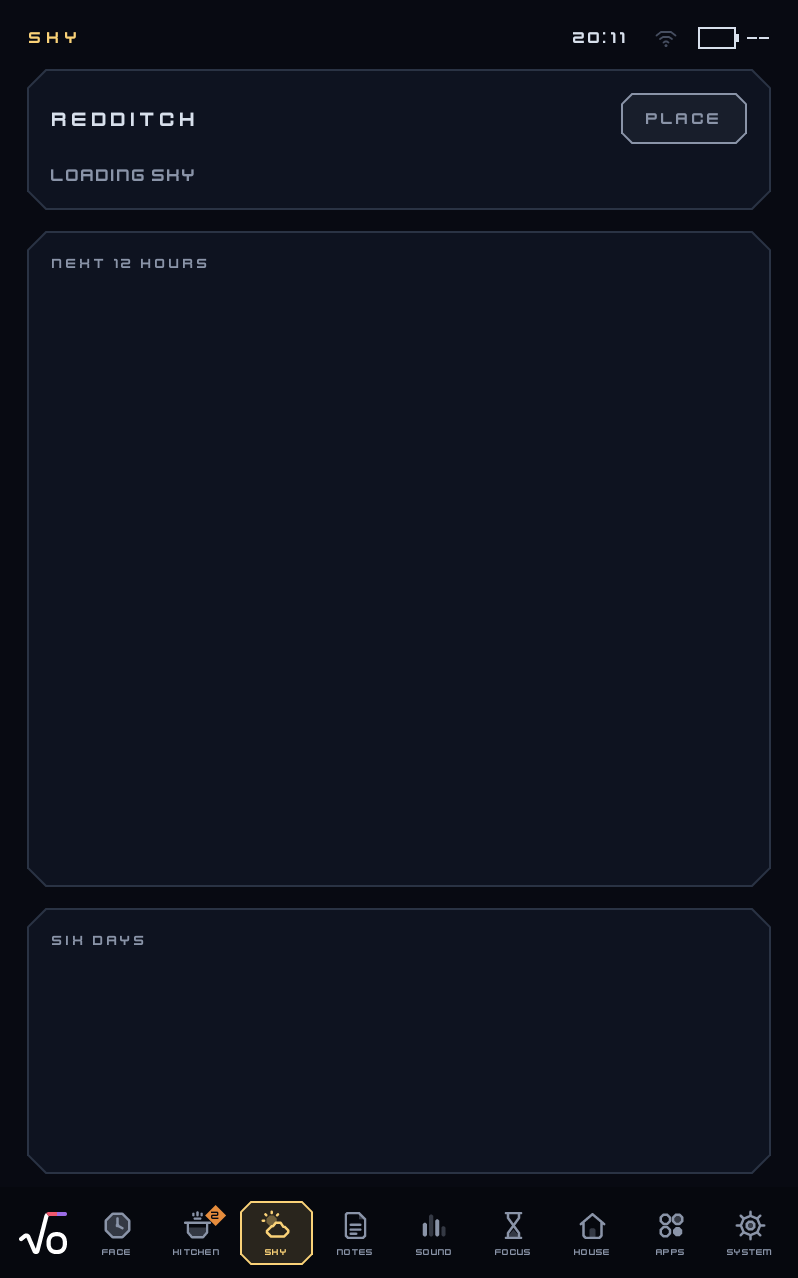 SKY
20:11 --
REDDITCH
PLACE
LOADING SKY
NEXT 12 HOURS
SIX DAYS
√o
FACE
KITCHEN
2
SKY
NOTES
SOUND
FOCUS
HOUSE
APPS
SYSTEM